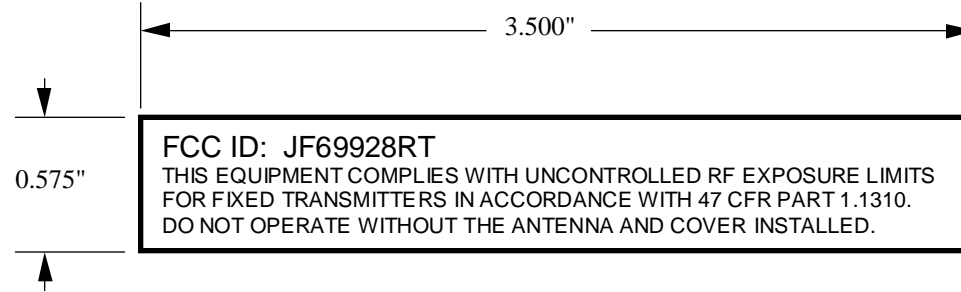 3.500"
0.575"
FCC ID: JF69928RT
THIS EQUIPMENT COMPLIES WITH UNCONTROLLED RF EXPOSURE LIMITS
FOR FIXED TRANSMITTERS IN ACCORDANCE WITH 47 CFR PART 1.1310.
DO NOT OPERATE WITHOUT THE ANTENNA AND COVER INSTALLED.